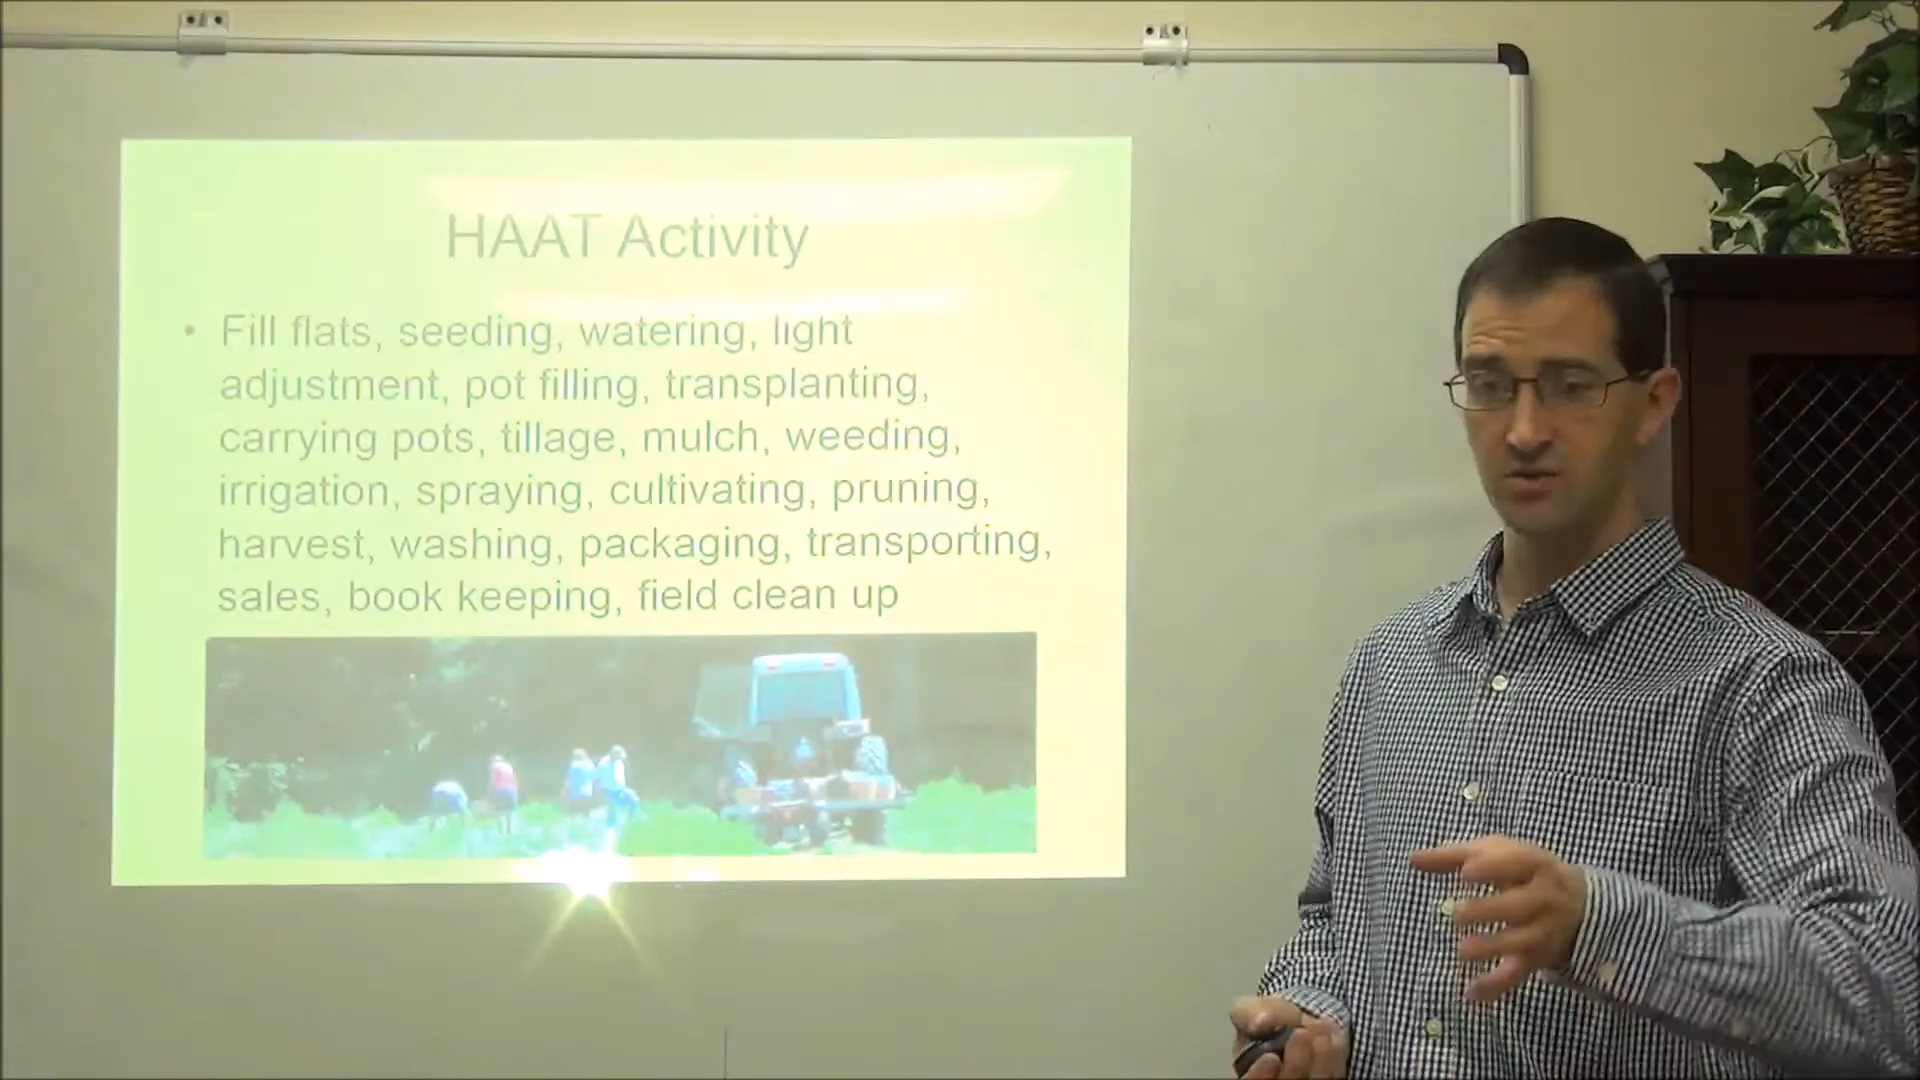 HAAT Activity
• Fill flats, seeding, watering, light
adjustment, pot filling, transplanting,
carrying pots, tillage, mulch, weeding,
irrigation, spraying, cultivating, pruning,
harvest, washing, packaging, transporting,
sales, book keeping, field clean up